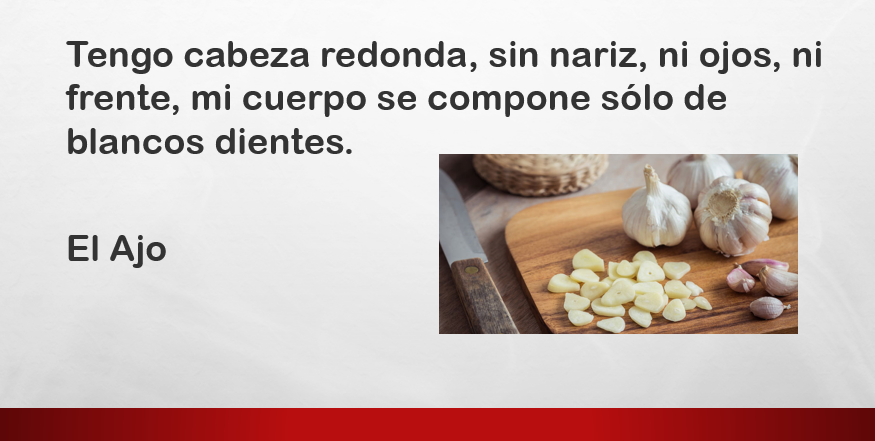 Tengo cabeza redonda, sin nariz, ni ojos, ni
frente, mi cuerpo se compone sólo de
blancos dientes.
El Ajo